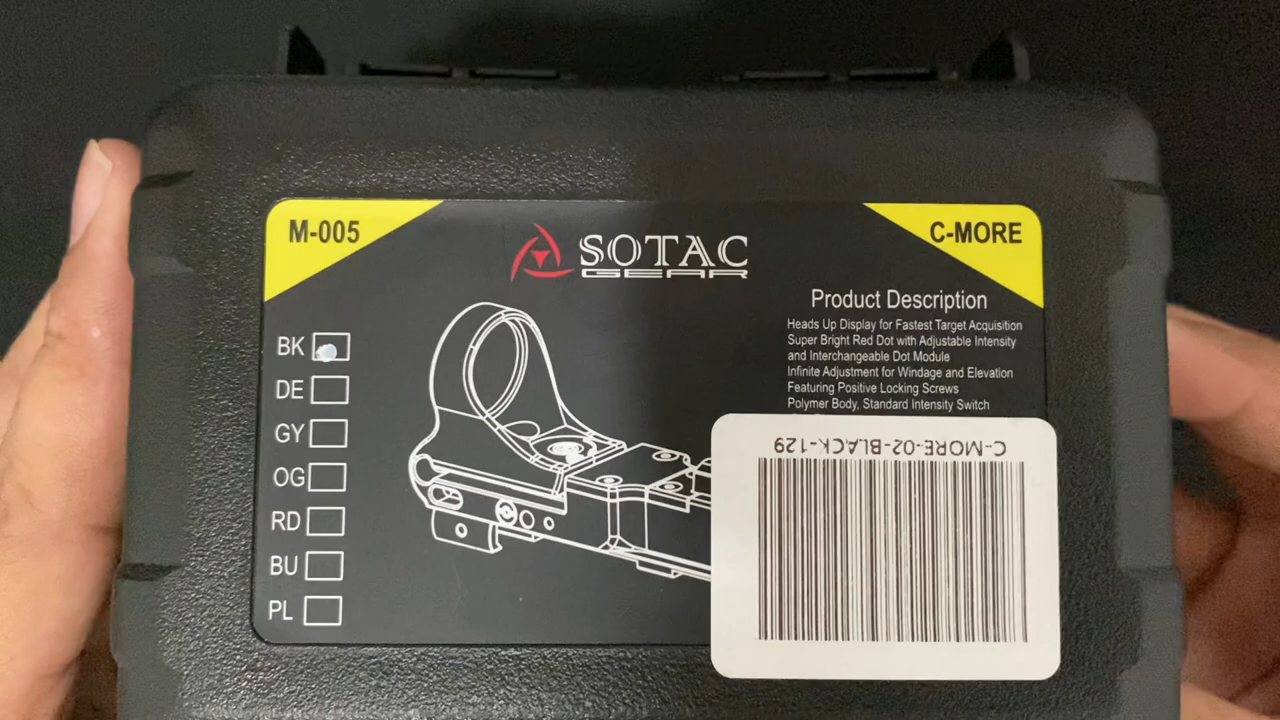 M-005
SOTAC
GEAR
C-MORE
BK
DE
GY
OG
RD
BU
PL
Product Description
Heads Up Display for Fastest Target Acquisition
Super Bright Red Dot with Adjustable Intensity
and Interchangeable Dot Module
Infinite Adjustment for Windage and Elevation
Featuring Positive Locking Screws
Polymer Body, Standard Intensity Switch
C-MORE-02-BLACK-129